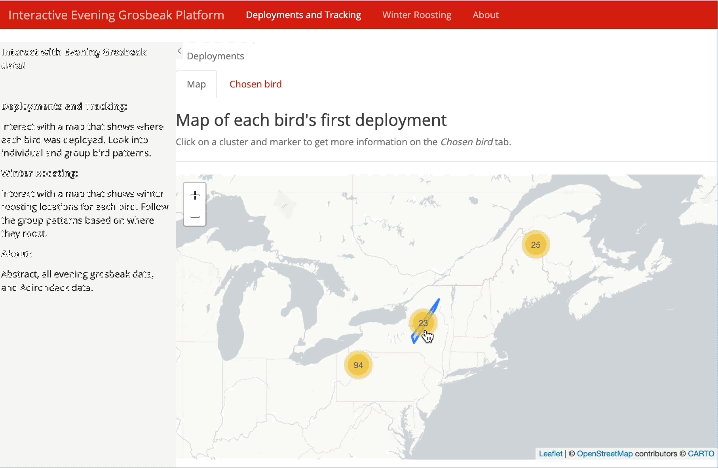 Interactive Evening Grosbeak Platform Deployments and Tracking Winter Roosting About
Interact with Evening Grosbeak
data!
Deployments and Tracking:
Interact with a map that shows where
each bird was deployed. Look into
individual and group bird patterns.
Winter Roosting:
Interact with a map that shows winter
roosting locations for each bird. Follow
the group patterns based on where
they roost.
About:
Abstract, all evening grosbeak data,
and Adirondack data.
Deployments
Map Chosen bird
Map of each bird's first deployment
Click on a cluster and marker to get more information on the Chosen bird tab.
+
−
25
23
94
Leaflet | © OpenStreetMap contributors © CARTO